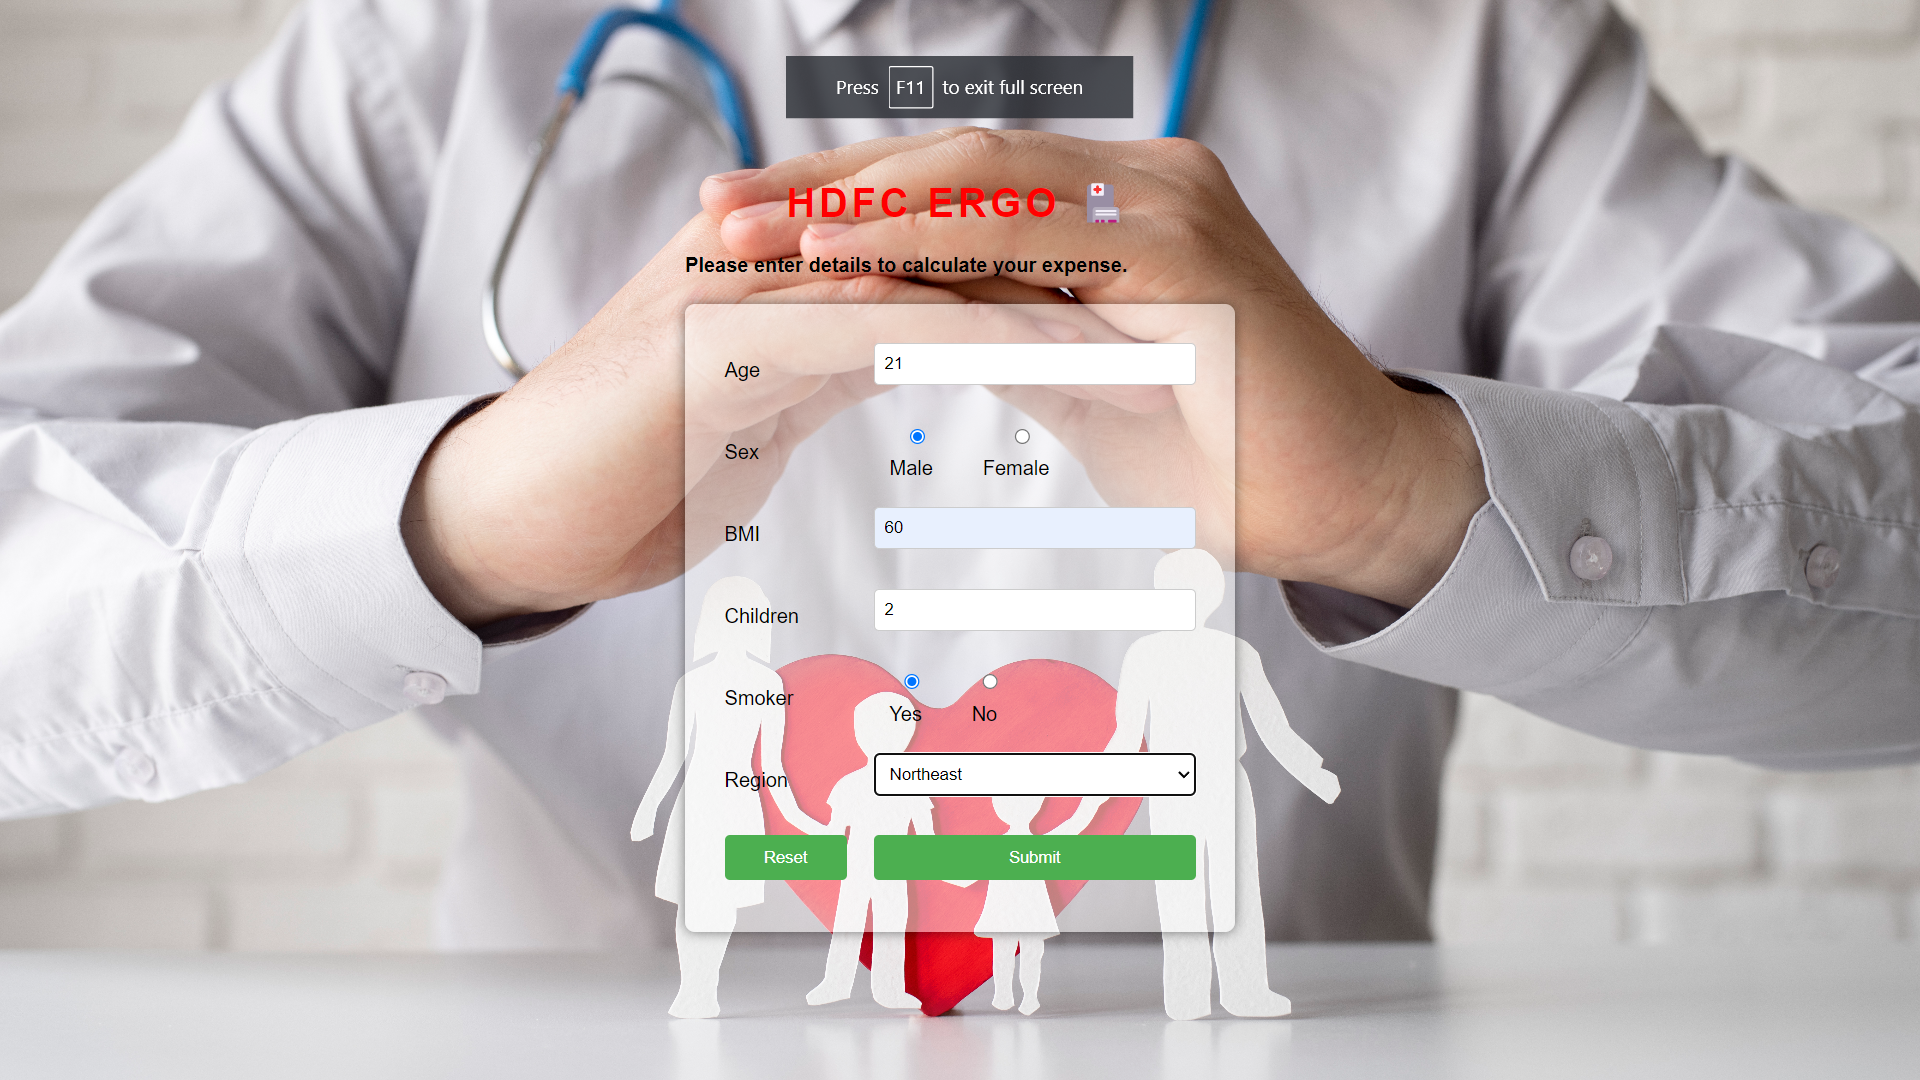 Press F11 to exit full screen
HDFC ERGO
Please enter details to calculate your expense.
Age 21
Sex Male Female
BMI 60
Children 2
Smoker Yes No
Region Northeast
Reset Submit